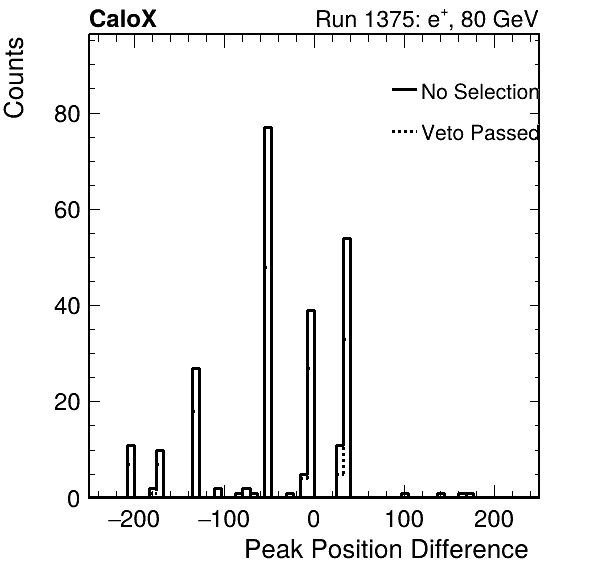 CaloX Run 1375: e⁺, 80 GeV
Counts
No Selection
Veto Passed
80
60
40
20
0
−200 −100 0 100 200
Peak Position Difference